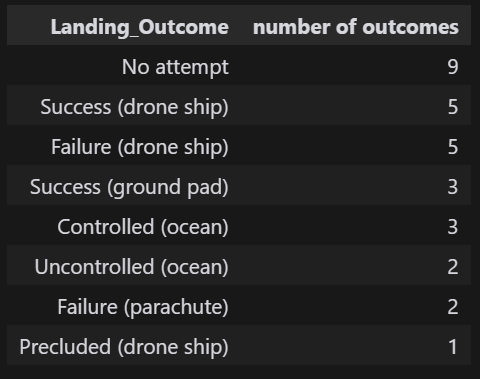 Landing_Outcome number of outcomes
No attempt 9
Success (drone ship) 5
Failure (drone ship) 5
Success (ground pad) 3
Controlled (ocean) 3
Uncontrolled (ocean) 2
Failure (parachute) 2
Precluded (drone ship) 1